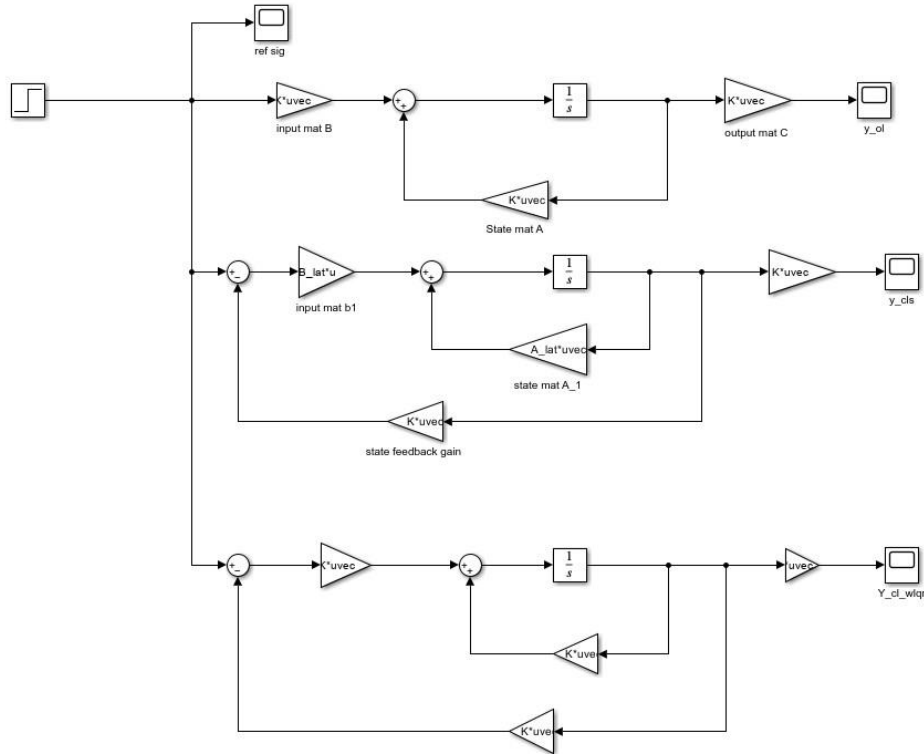 ref sig
K*uvec
input mat B
+
+
1
s
K*uvec
output mat C
y_ol
K*uvec
State mat A
+
−
B_lat*u
input mat b1
+
+
1
s
K*uvec
y_cls
A_lat*uvec
state mat A_1
K*uvec
state feedback gain
+
−
K*uvec
+
+
1
s
uvec
Y_cl_wlqr
K*uve
K*uve